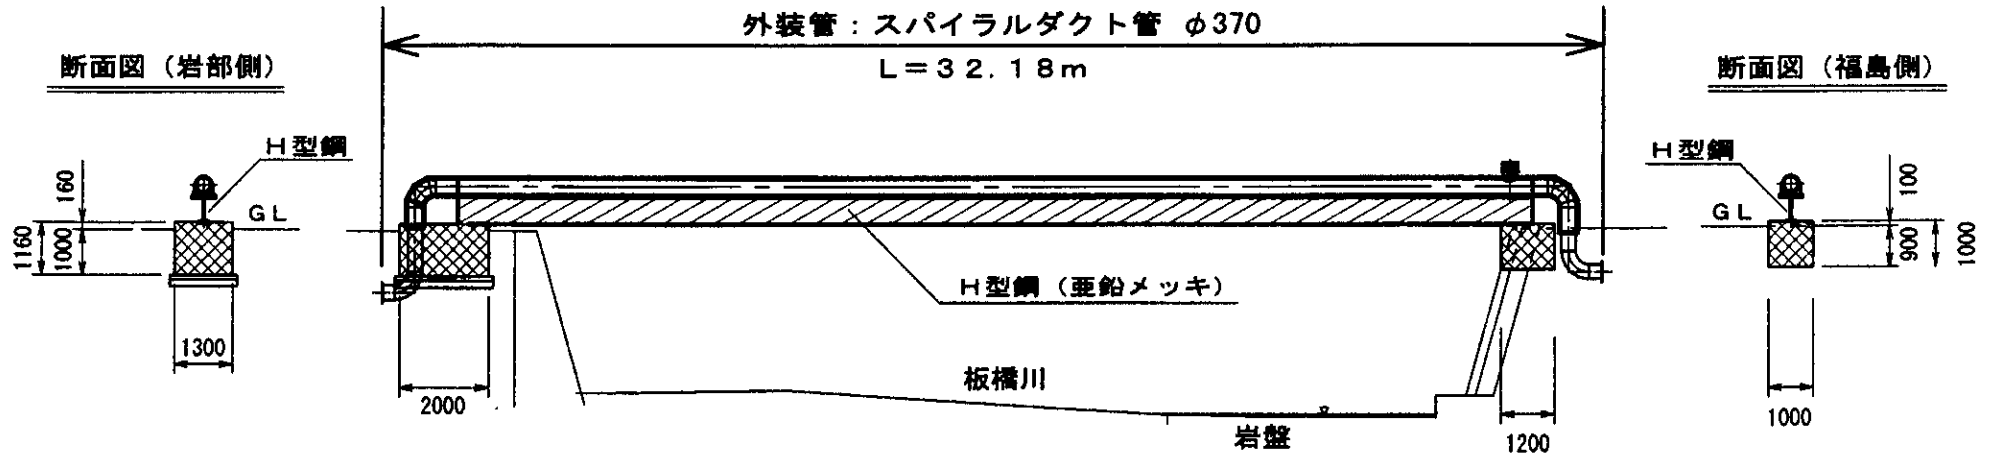 外装管：スパイラルダクト管 φ370
L＝32.18m
断面図（岩部側）
H型鋼
160
GL
1160
1000
1300
2000
H型鋼（亜鉛メッキ）
板橋川
岩盤
1200
断面図（福島側）
H型鋼
100
GL
900
1000
1000